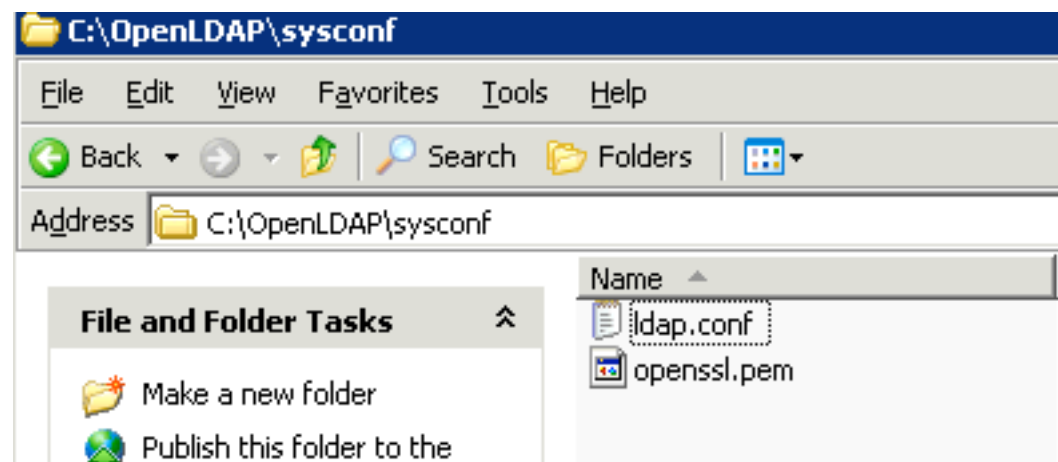 C:\OpenLDAP\sysconf
File Edit View Favorites Tools Help
Back Search Folders
Address C:\OpenLDAP\sysconf
Name
File and Folder Tasks
ldap.conf
openssl.pem
Make a new folder
Publish this folder to the